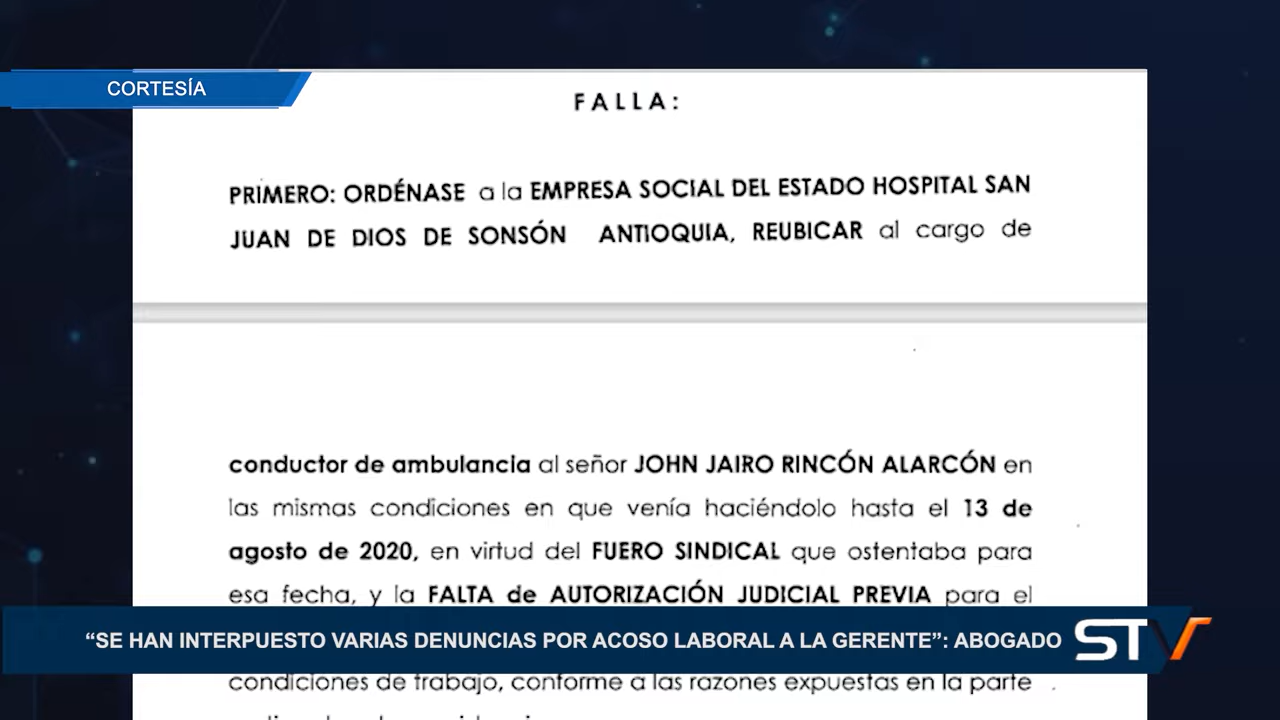 CORTESÍA
FALLA:
PRIMERO: ORDÉNASE a la EMPRESA SOCIAL DEL ESTADO HOSPITAL SAN
JUAN DE DIOS DE SONSÓN ANTIOQUIA, REUBICAR al cargo de
conductor de ambulancia al señor JOHN JAIRO RINCÓN ALARCÓN en
las mismas condiciones en que venía haciéndolo hasta el 13 de
agosto de 2020, en virtud del FUERO SINDICAL que ostentaba para
esa fecha, y la FALTA de AUTORIZACIÓN JUDICIAL PREVIA para el
“SE HAN INTERPUESTO VARIAS DENUNCIAS POR ACOSO LABORAL A LA GERENTE”: ABOGADO
STV
condiciones de trabajo, conforme a las razones expuestas en la parte